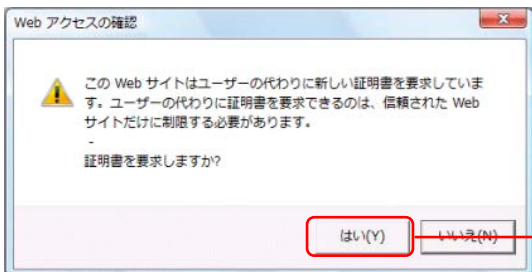 Web アクセスの確認
この Web サイトはユーザーの代わりに新しい証明書を要求していま
す。ユーザーの代わりに証明書を要求できるのは、信頼された Web
サイトだけに制限する必要があります。
-
証明書を要求しますか?
はい(Y) いいえ(N)